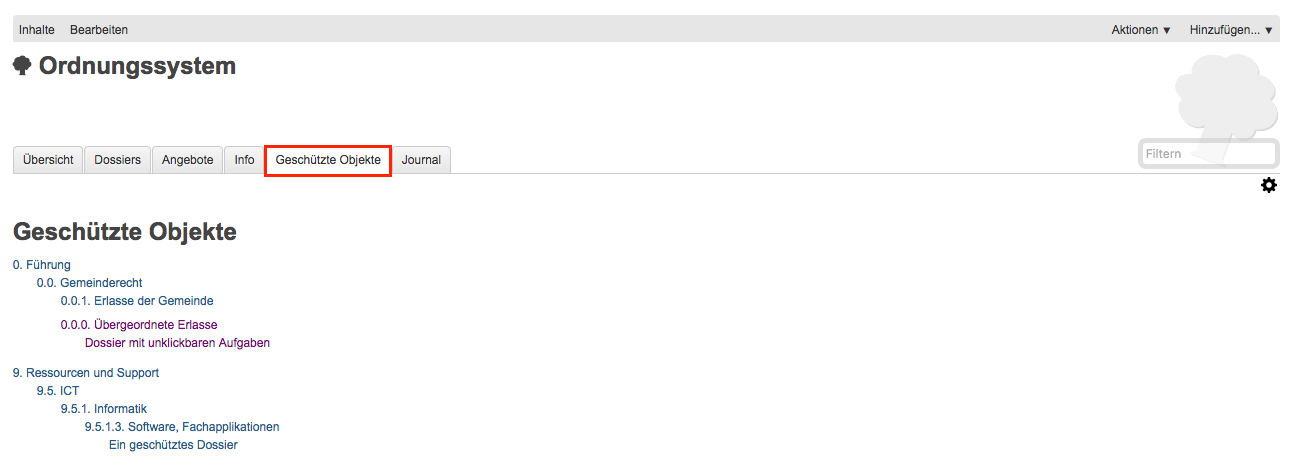 Inhalte Bearbeiten Aktionen ▼ Hinzufügen... ▼
Ordnungssystem
Übersicht Dossiers Angebote Info Geschützte Objekte Journal Filtern
Geschützte Objekte
0. Führung
0.0. Gemeinderecht
0.0.1. Erlasse der Gemeinde
0.0.0. Übergeordnete Erlasse
Dossier mit unklickbaren Aufgaben
9. Ressourcen und Support
9.5. ICT
9.5.1. Informatik
9.5.1.3. Software, Fachapplikationen
Ein geschütztes Dossier